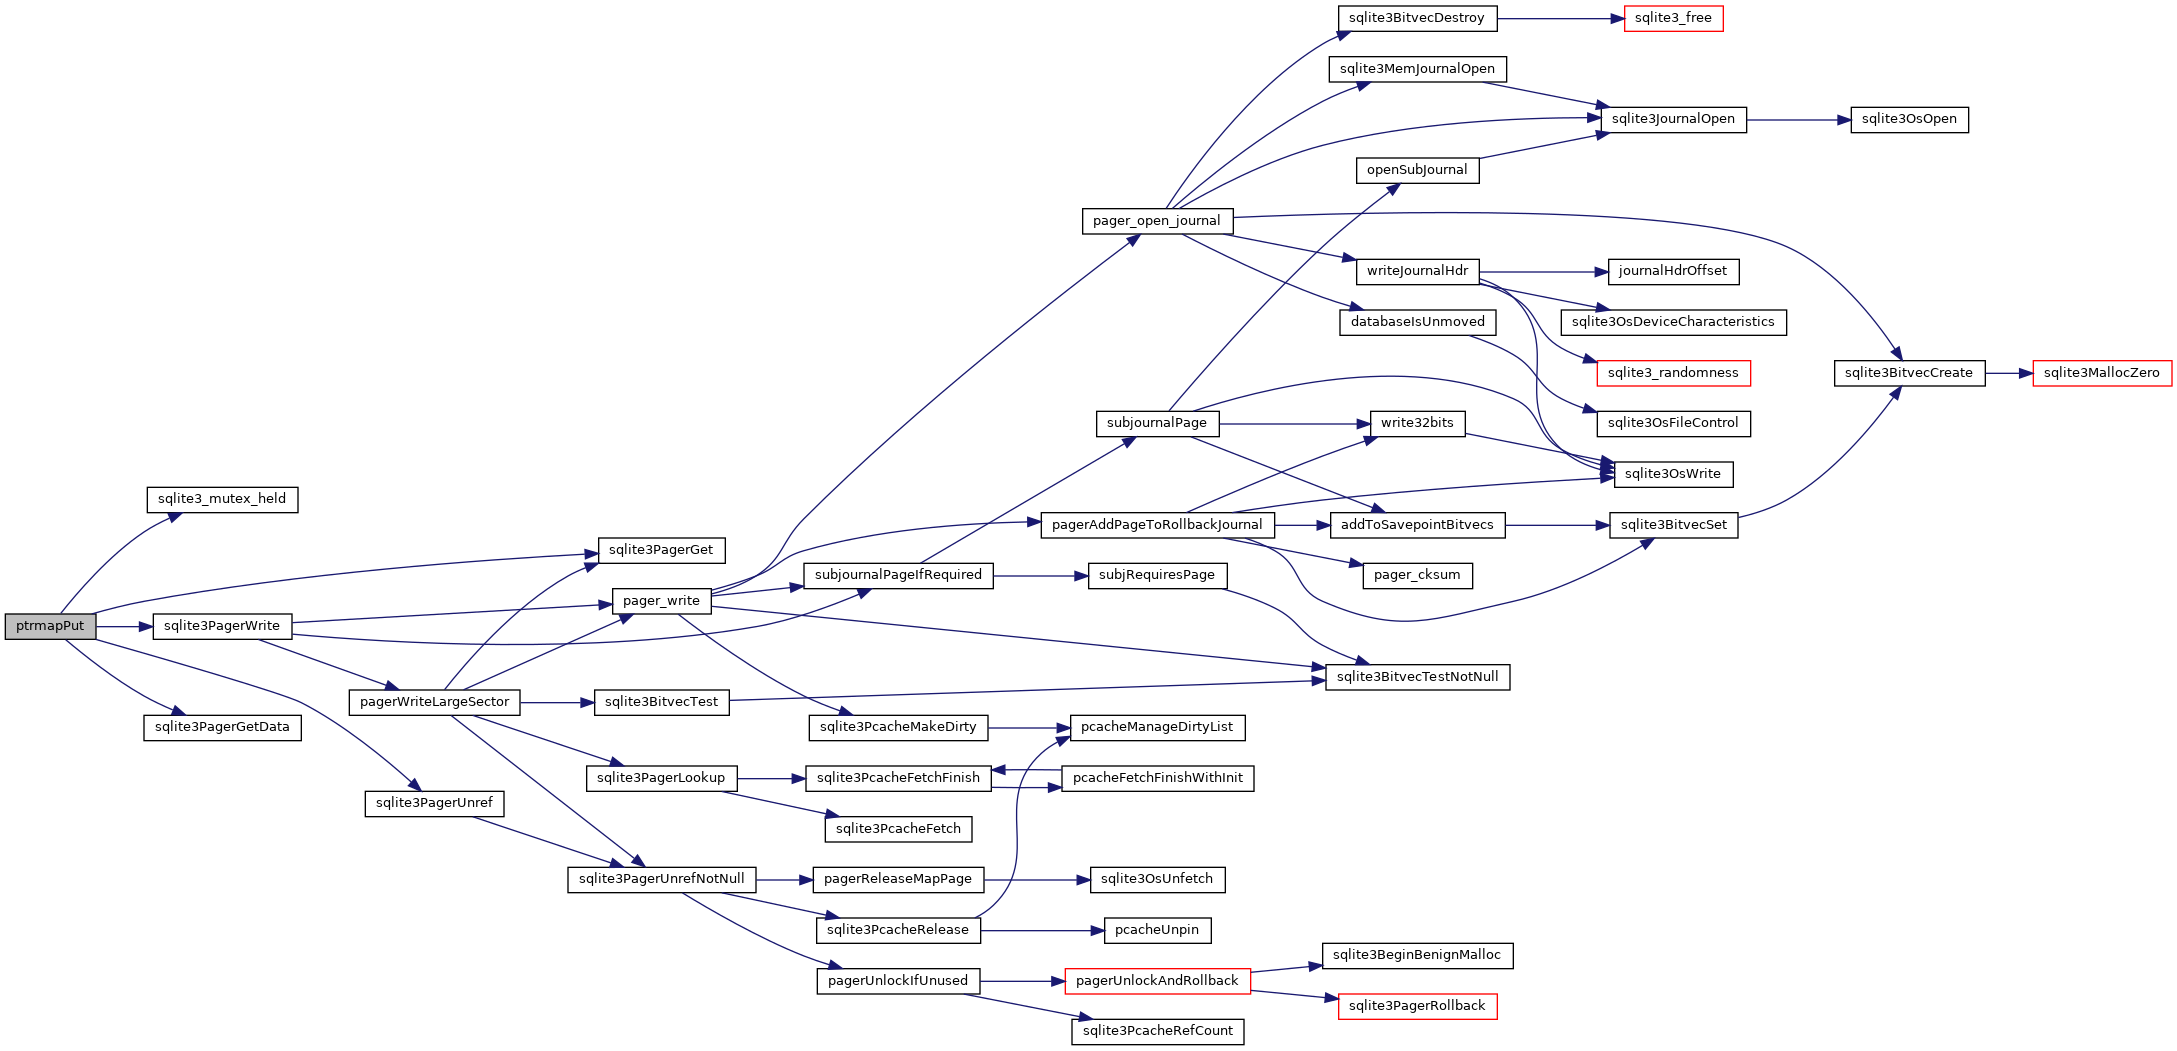 ptrmapPut
sqlite3_mutex_held
sqlite3PagerGet
sqlite3PagerWrite
sqlite3PagerGetData
sqlite3PagerUnref
pagerWriteLargeSector
pager_write
sqlite3BitvecTest
sqlite3PagerLookup
sqlite3PagerUnrefNotNull
subjournalPageIfRequired
sqlite3PcacheMakeDirty
sqlite3PcacheFetchFinish
sqlite3PcacheFetch
pagerReleaseMapPage
sqlite3PcacheRelease
pagerUnlockIfUnused
pager_open_journal
subjournalPage
pagerAddPageToRollbackJournal
subjRequiresPage
pcacheManageDirtyList
pcacheFetchFinishWithInit
sqlite3OsUnfetch
pcacheUnpin
pagerUnlockAndRollback
sqlite3PcacheRefCount
sqlite3BitvecDestroy
sqlite3MemJournalOpen
openSubJournal
writeJournalHdr
databaseIsUnmoved
write32bits
addToSavepointBitvecs
pager_cksum
sqlite3BitvecTestNotNull
sqlite3BeginBenignMalloc
sqlite3PagerRollback
sqlite3_free
sqlite3JournalOpen
journalHdrOffset
sqlite3OsDeviceCharacteristics
sqlite3_randomness
sqlite3OsFileControl
sqlite3OsWrite
sqlite3BitvecSet
sqlite3OsOpen
sqlite3BitvecCreate
sqlite3MallocZero